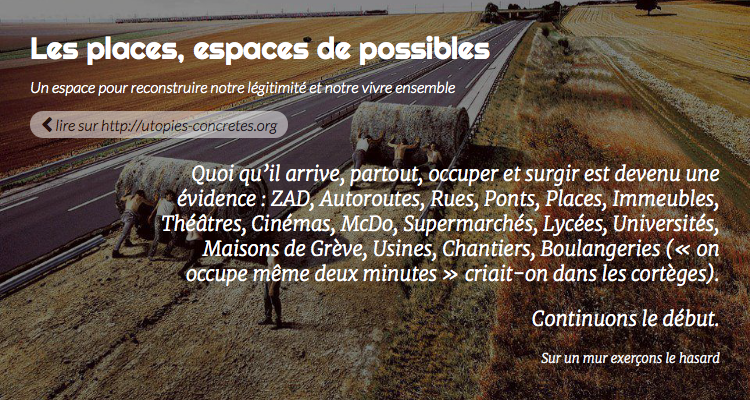 Les places, espaces de possibles
Un espace pour reconstruire notre légitimité et notre vivre ensemble
lire sur http://utopies-concretes.org
Quoi qu’il arrive, partout, occuper et surgir est devenu une
évidence : ZAD, Autoroutes, Rues, Ponts, Places, Immeubles,
Théâtres, Cinémas, McDo, Supermarchés, Lycées, Universités,
Maisons de Grève, Usines, Chantiers, Boulangeries (« on
occupe même deux minutes » criait-on dans les cortèges).
Continuons le début.
Sur un mur exerçons le hasard